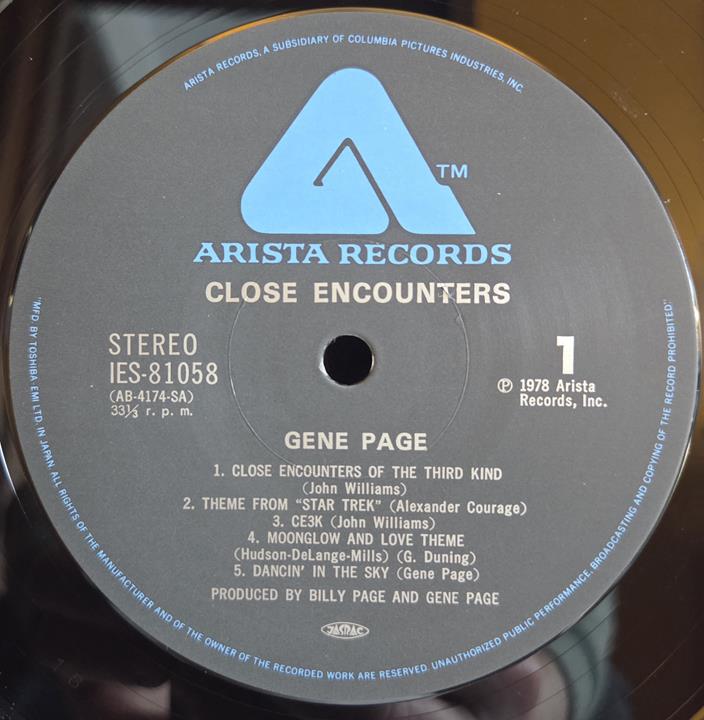 ARISTA RECORDS, A SUBSIDIARY OF COLUMBIA PICTURES INDUSTRIES, INC.
TM
ARISTA RECORDS
CLOSE ENCOUNTERS
STEREO
IES-81058
(AB-4174-SA)
33⅓ r. p. m.
1
Ⓟ 1978 Arista
Records, Inc.
GENE PAGE
1. CLOSE ENCOUNTERS OF THE THIRD KIND
(John Williams)
2. THEME FROM "STAR TREK" (Alexander Courage)
3. CE3K (John Williams)
4. MOONGLOW AND LOVE THEME
(Hudson-DeLange-Mills) (G. Duning)
5. DANCIN' IN THE SKY (Gene Page)
PRODUCED BY BILLY PAGE AND GENE PAGE
JASRAC
"MFD. BY TOSHIBA-EMI LTD. IN JAPAN. ALL RIGHTS OF THE MANUFACTURER AND OF THE OWNER OF THE RECORDED WORK ARE RESERVED. UNAUTHORIZED PUBLIC PERFORMANCE, BROADCASTING AND COPYING OF THE RECORD PROHIBITED"